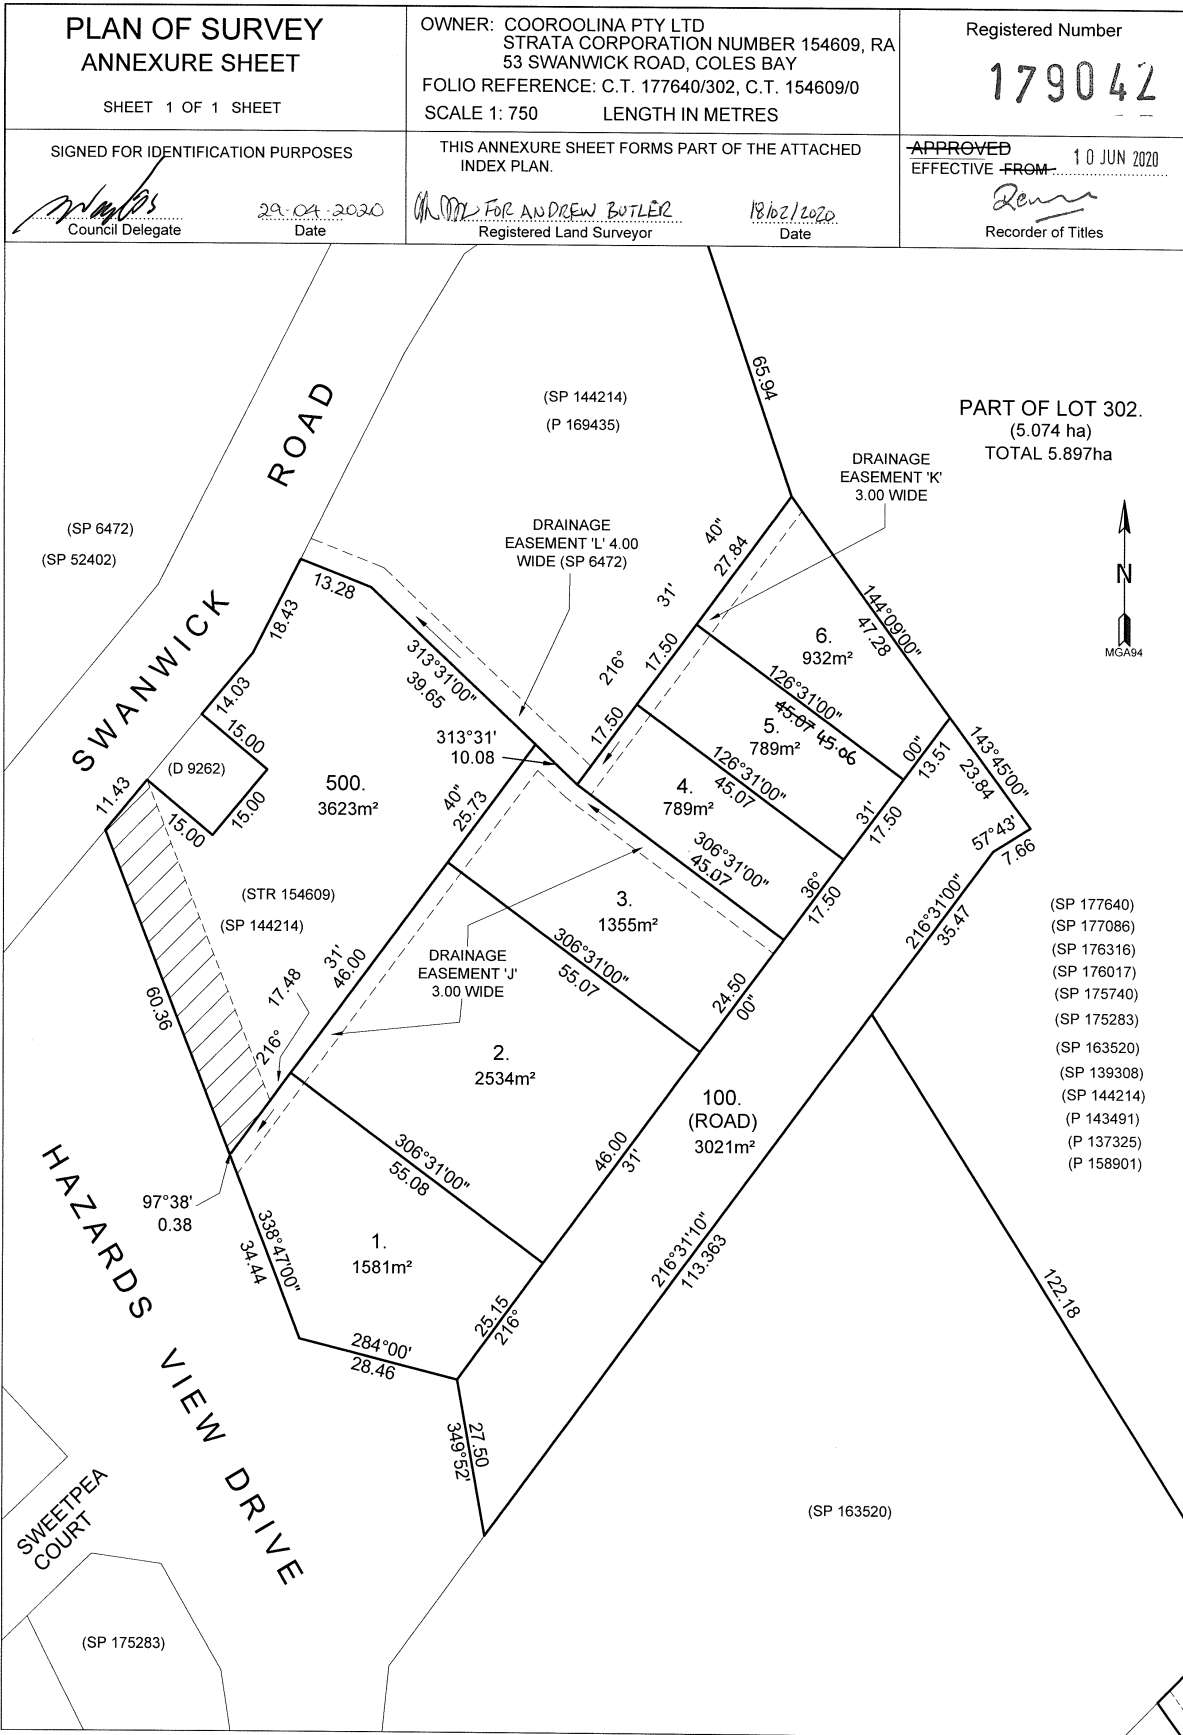 PLAN OF SURVEY
ANNEXURE SHEET
SHEET 1 OF 1 SHEET
OWNER: COOROOLINA PTY LTD
STRATA CORPORATION NUMBER 154609, RA
53 SWANWICK ROAD, COLES BAY
FOLIO REFERENCE: C.T. 177640/302, C.T. 154609/0
SCALE 1: 750 LENGTH IN METRES
Registered Number
179042
SIGNED FOR IDENTIFICATION PURPOSES
29-04-2020
Council Delegate Date
THIS ANNEXURE SHEET FORMS PART OF THE ATTACHED
INDEX PLAN.
FOR ANDREW BUTLER 18/02/2020
Registered Land Surveyor Date
APPROVED
EFFECTIVE FROM 10 JUN 2020
Recorder of Titles
65.94
(SP 144214)
(P 169435)
PART OF LOT 302.
(5.074 ha)
TOTAL 5.897ha
DRAINAGE
EASEMENT 'K'
3.00 WIDE
N
MGA94
(SP 6472)
(SP 52402)
SWANWICK ROAD
DRAINAGE
EASEMENT 'L' 4.00
WIDE (SP 6472)
13.28
18.43
14.03
15.00
(D 9262)
11.43
15.00
15.00
313°31'00"
39.65
313°31'
10.08
216° 31' 40"
27.84
17.50
17.50
144°09'00"
47.28
6.
932m²
126°31'00"
45.07 45.06
5.
789m²
126°31'00"
45.07
4.
789m²
306°31'00"
45.07
36° 31' 00"
13.51
17.50
17.50
143°45'00"
23.84
57°43'
7.66
216°31'00"
35.47
500.
3623m²
(STR 154609)
(SP 144214)
216° 31' 40"
25.73
46.00
17.48
60.36
3.
1355m²
306°31'00"
55.07
24.50
DRAINAGE
EASEMENT 'J'
3.00 WIDE
2.
2534m²
306°31'00"
55.08
46.00
216° 31' 00"
100.
(ROAD)
3021m²
(SP 177640)
(SP 177086)
(SP 176316)
(SP 176017)
(SP 175740)
(SP 175283)
(SP 163520)
(SP 139308)
(SP 144214)
(P 143491)
(P 137325)
(P 158901)
97°38'
0.38
338°47'00"
34.44
1.
1581m²
25.15
284°00'
28.46
27.50
349°52'
216°31'10"
113.363
122.18
HAZARDS VIEW DRIVE
SWEETPEA
COURT
(SP 163520)
(SP 175283)